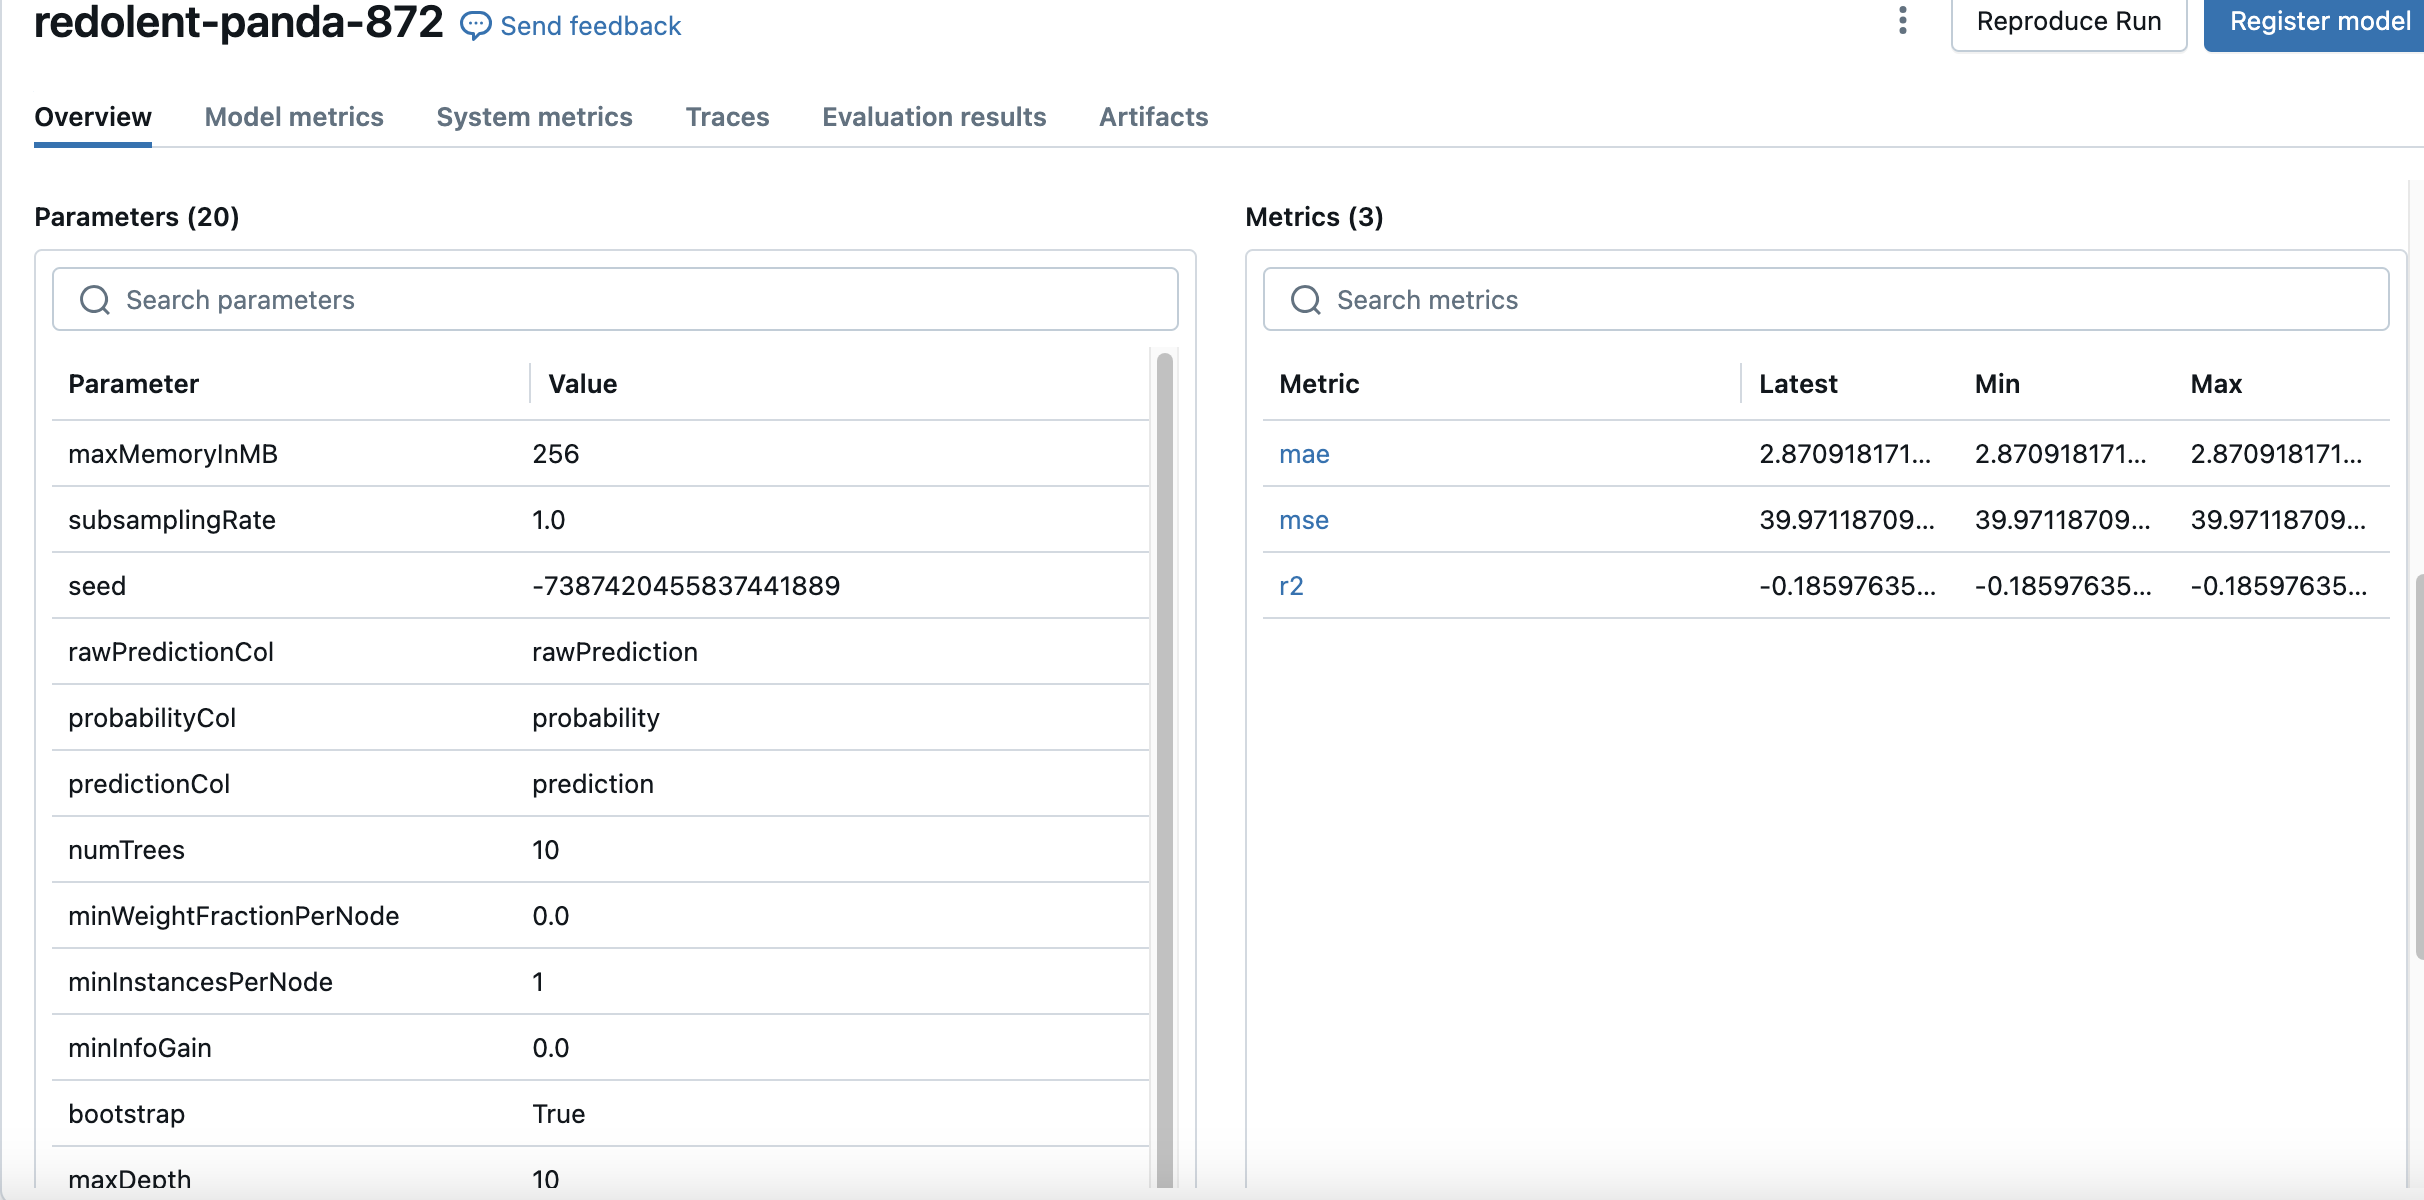 redolent-panda-872 Send feedback Reproduce Run Register model
Overview Model metrics System metrics Traces Evaluation results Artifacts
Parameters (20)
Search parameters
Parameter Value
maxMemoryInMB 256
subsamplingRate 1.0
seed -7387420455837441889
rawPredictionCol rawPrediction
probabilityCol probability
predictionCol prediction
numTrees 10
minWeightFractionPerNode 0.0
minInstancesPerNode 1
minInfoGain 0.0
bootstrap True
maxDepth 10
Metrics (3)
Search metrics
Metric Latest Min Max
mae 2.870918171... 2.870918171... 2.870918171...
mse 39.97118709... 39.97118709... 39.97118709...
r2 -0.18597635... -0.18597635... -0.18597635...